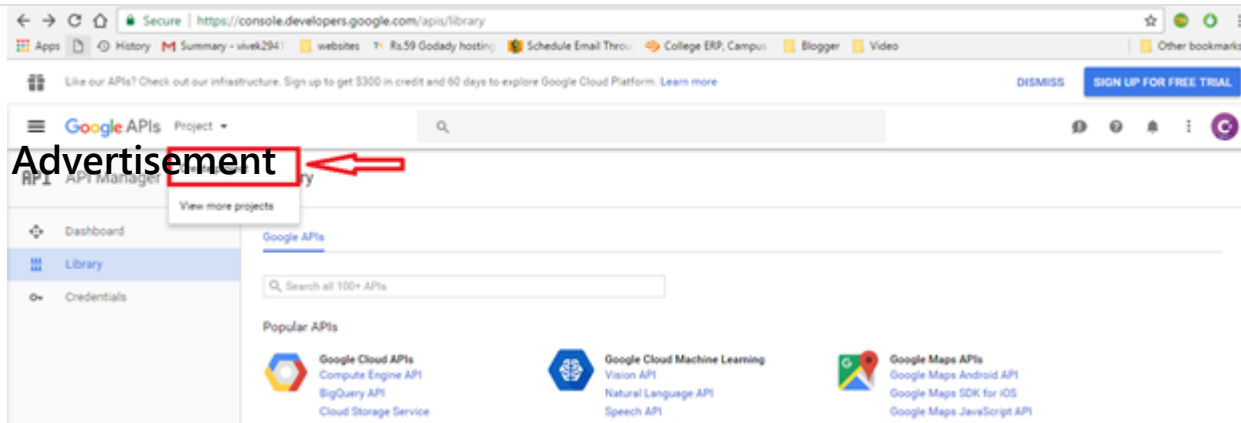 Secure | https://console.developers.google.com/apis/library
Apps History Summary - vivek2941 websites Rs.59 Godady hosting Schedule Email Throu College ERP, Campus Blogger Video Other bookmarks
Like our APIs? Check out our infrastructure. Sign up to get $300 in credit and 60 days to explore Google Cloud Platform. Learn more DISMISS SIGN UP FOR FREE TRIAL
Google APIs Project
Advertisement
API API Manager
View more projects
Dashboard
Google APIs
Library
Search all 100+ APIs
Credentials
Popular APIs
Google Cloud APIs
Compute Engine API
BigQuery API
Cloud Storage Service
Google Cloud Machine Learning
Vision API
Natural Language API
Speech API
Google Maps APIs
Google Maps Android API
Google Maps SDK for iOS
Google Maps JavaScript API